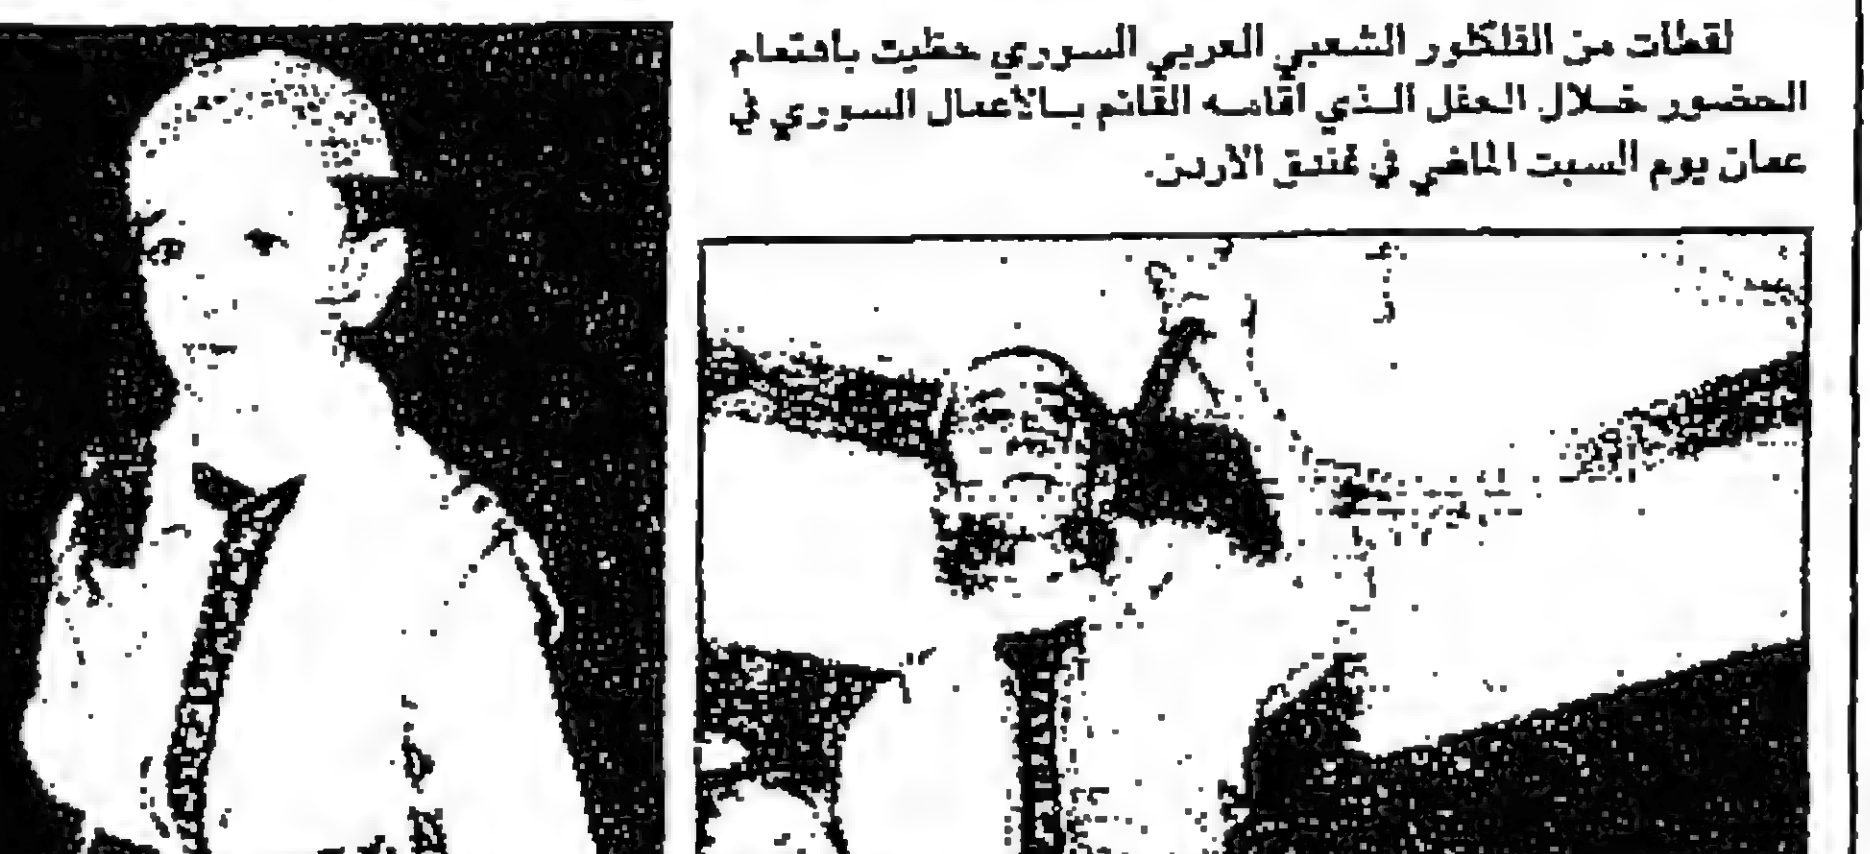 لقطات من الفلكلور الشعبي العربي السوري حظيت باهتمام
الحضور خلال الحفل الذي اقامه القائم بالأعمال السوري في
عمان يوم السبت الماضي في فندق الاردن.